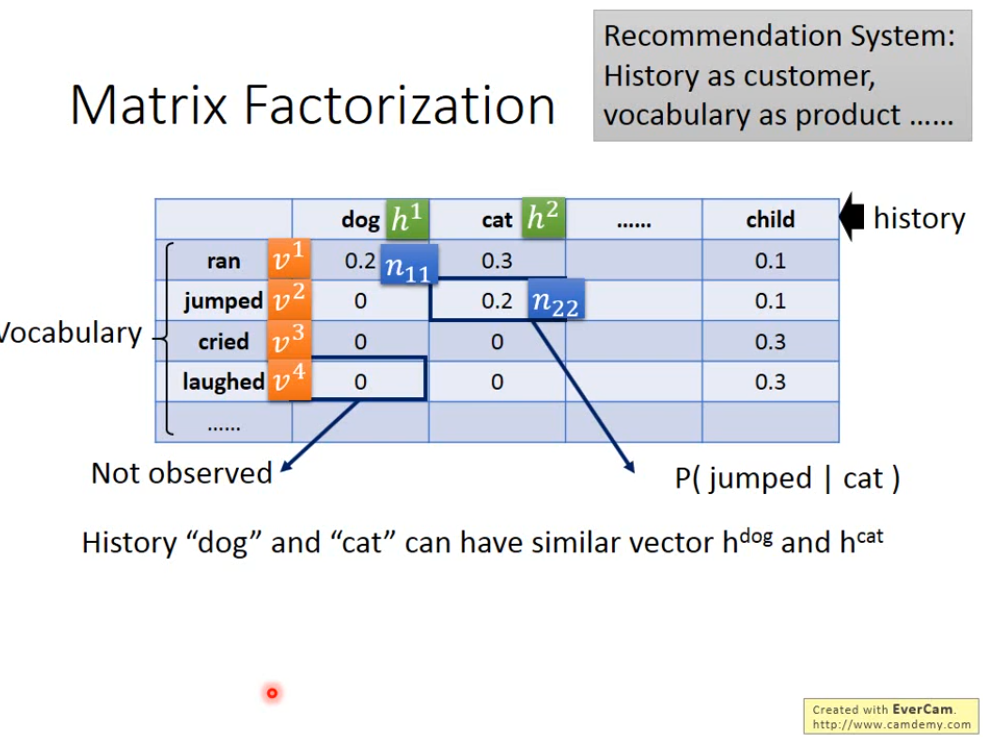 Recommendation System:
History as customer,
vocabulary as product ......
Matrix Factorization
dog h¹ cat h² ...... child
history
ran v¹ 0.2 n₁₁ 0.3 0.1
jumped v² 0 0.2 n₂₂ 0.1
Vocabulary
cried v³ 0 0 0.3
laughed v⁴ 0 0 0.3
......
Not observed
P( jumped | cat )
History “dog” and “cat” can have similar vector hᵈᵒᵍ and hᶜᵃᵗ
Created with EverCam.
http://www.camdemy.com